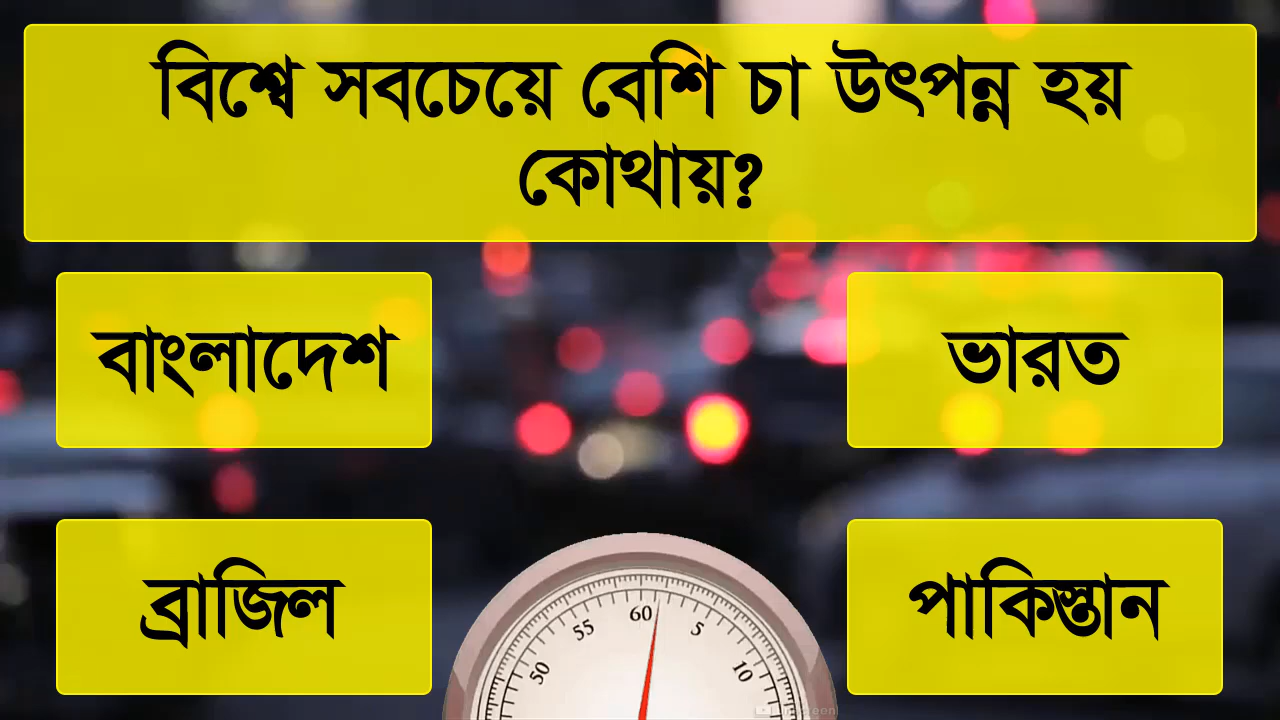 বিশ্বে সবচেয়ে বেশি চা উৎপন্ন হয়
কোথায়?
বাংলাদেশ
ভারত
ব্রাজিল
পাকিস্তান
50
55
60
5
10